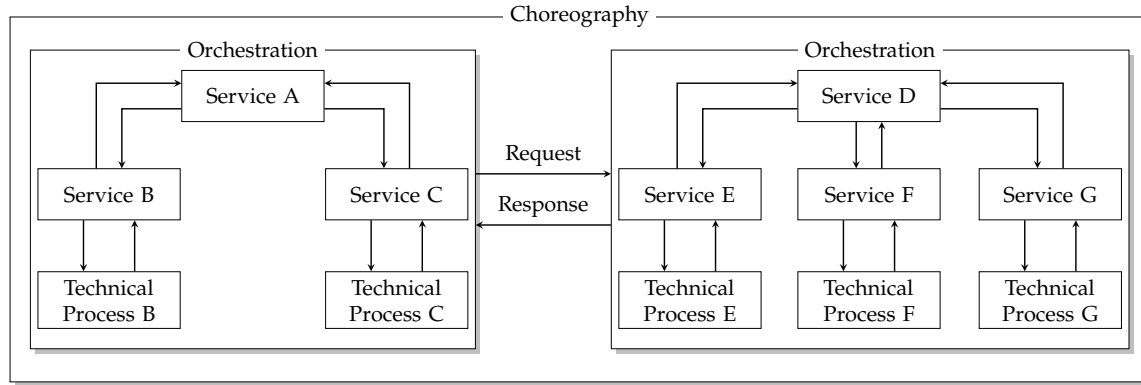 Choreography
Orchestration
Service A
Service B
Service C
Technical
Process B
Technical
Process C
Request
Response
Orchestration
Service D
Service E
Service F
Service G
Technical
Process E
Technical
Process F
Technical
Process G